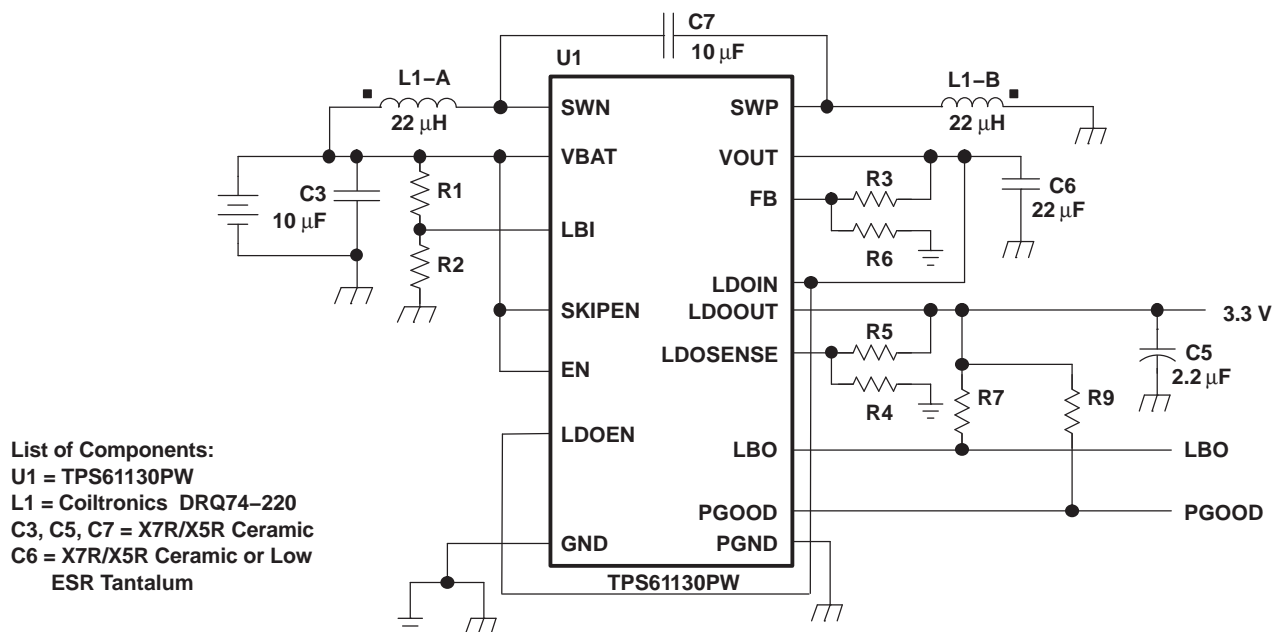 C7
10 μF
U1
L1–A
22 μH
SWN
SWP
L1–B
22 μH
VBAT
VOUT
C3
10 μF
R1
R3
C6
22 μF
FB
LBI
R2
R6
LDOIN
SKIPEN
LDOOUT
3.3 V
R5
LDOSENSE
C5
2.2 μF
EN
R4
R7
R9
LDOEN
LBO
LBO
PGOOD
PGOOD
GND
PGND
TPS61130PW
List of Components:
U1 = TPS61130PW
L1 = Coiltronics DRQ74–220
C3, C5, C7 = X7R/X5R Ceramic
C6 = X7R/X5R Ceramic or Low
ESR Tantalum